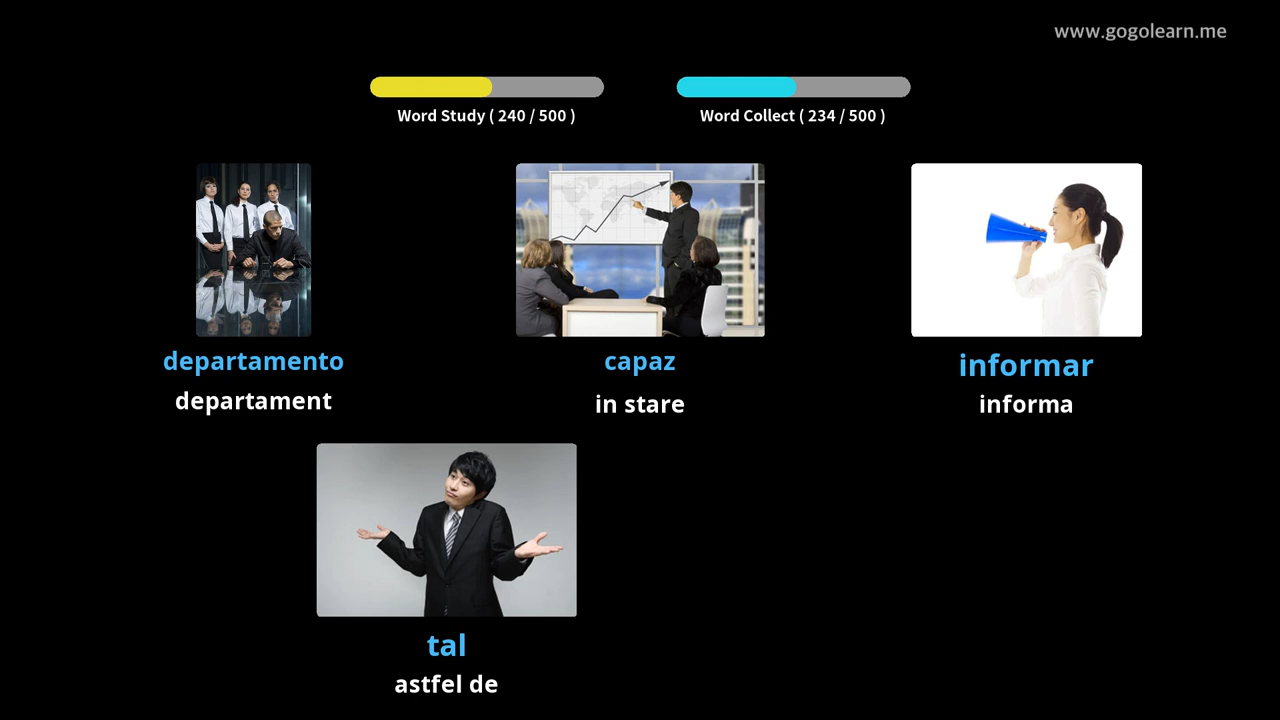 www.gogolearn.me
Word Study ( 240 / 500 )
Word Collect ( 234 / 500 )
departamento
departament
capaz
in stare
informar
informa
tal
astfel de